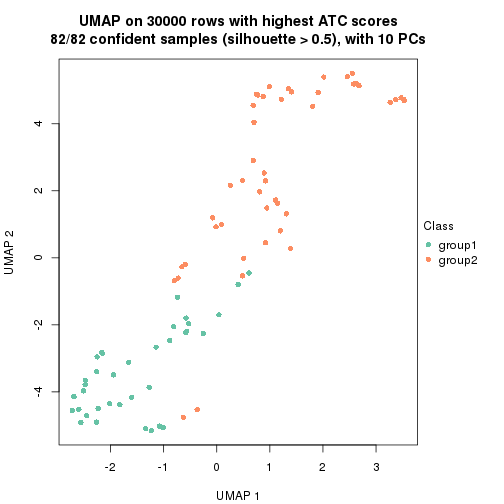 UMAP on 30000 rows with highest ATC scores
82/82 confident samples (silhouette > 0.5), with 10 PCs
4
2
0
-2
-4
UMAP 2
-2
-1
0
1
2
3
UMAP 1
Class
group1
group2